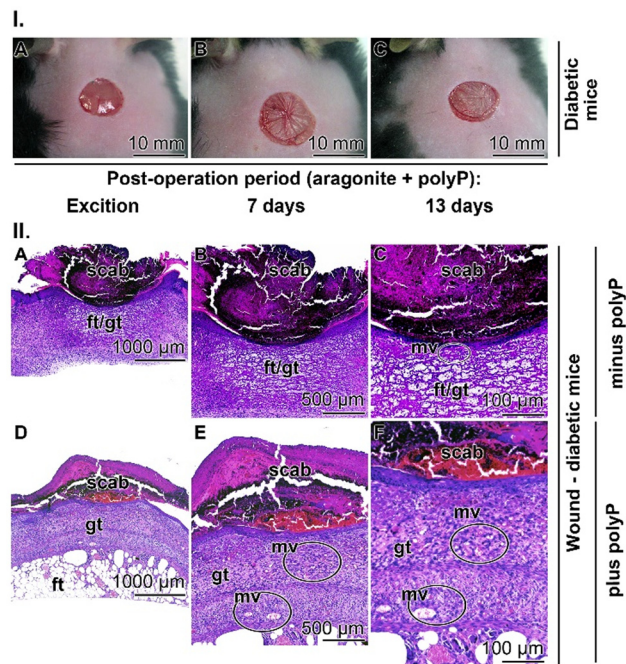 I.
A B C
10 mm 10 mm 10 mm
Diabetic mice
Post-operation period (aragonite + polyP):
Excition 7 days 13 days
II.
A B C
scab scab scab
ft/gt ft/gt mv ft/gt
1000 µm 500 µm 100 µm
minus polyP
D E F
scab scab scab
gt ft mv gt mv mv gt mv
1000 µm 500 µm 100 µm
plus polyP
Wound - diabetic mice